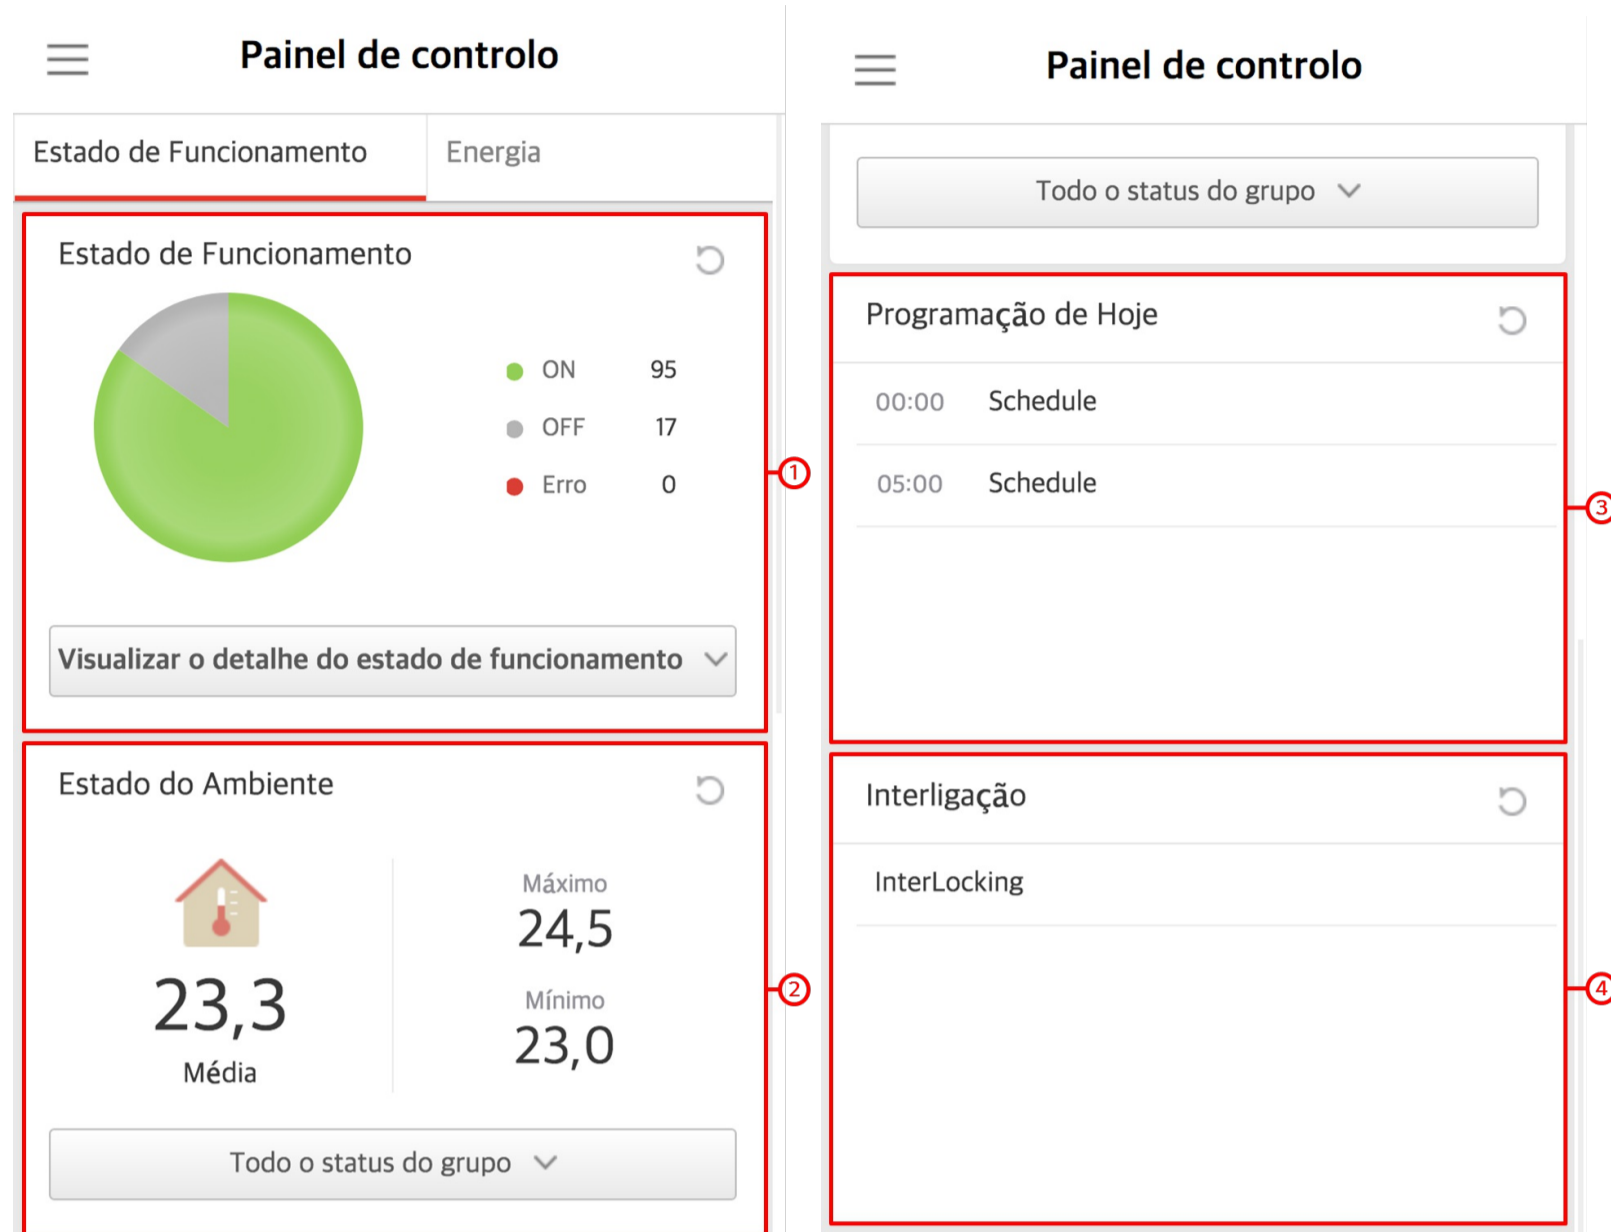 Painel de controlo
Estado de Funcionamento
Energia
Estado de Funcionamento
ON 95
OFF 17
Erro 0
1
Visualizar o detalhe do estado de funcionamento
Estado do Ambiente
23,3
Média
Máximo
24,5
Mínimo
23,0
2
Todo o status do grupo
Painel de controlo
Todo o status do grupo
Programação de Hoje
00:00 Schedule
05:00 Schedule
3
Interligação
InterLocking
4